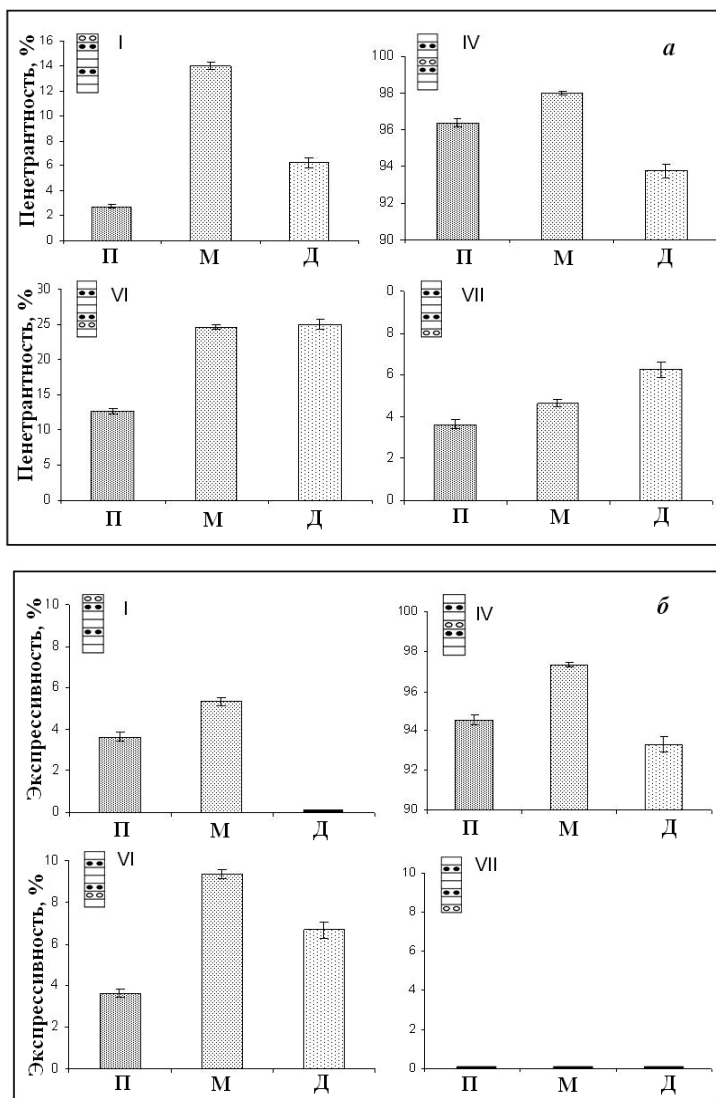 I
IV
а
Пенетрантность, %
16
14
12
10
8
6
4
2
0
П М Д
100
98
96
94
92
90
П М Д
VI
VII
Пенетрантность, %
30
25
20
15
10
5
0
П М Д
0
8
6
4
2
0
П М Д
I
IV
б
Экспрессивность, %
10
8
6
4
2
0
П М Д
100
98
96
94
92
90
П М Д
VI
VII
Экспрессивность, %
10
8
6
4
2
0
П М Д
10
8
6
4
2
0
П М Д